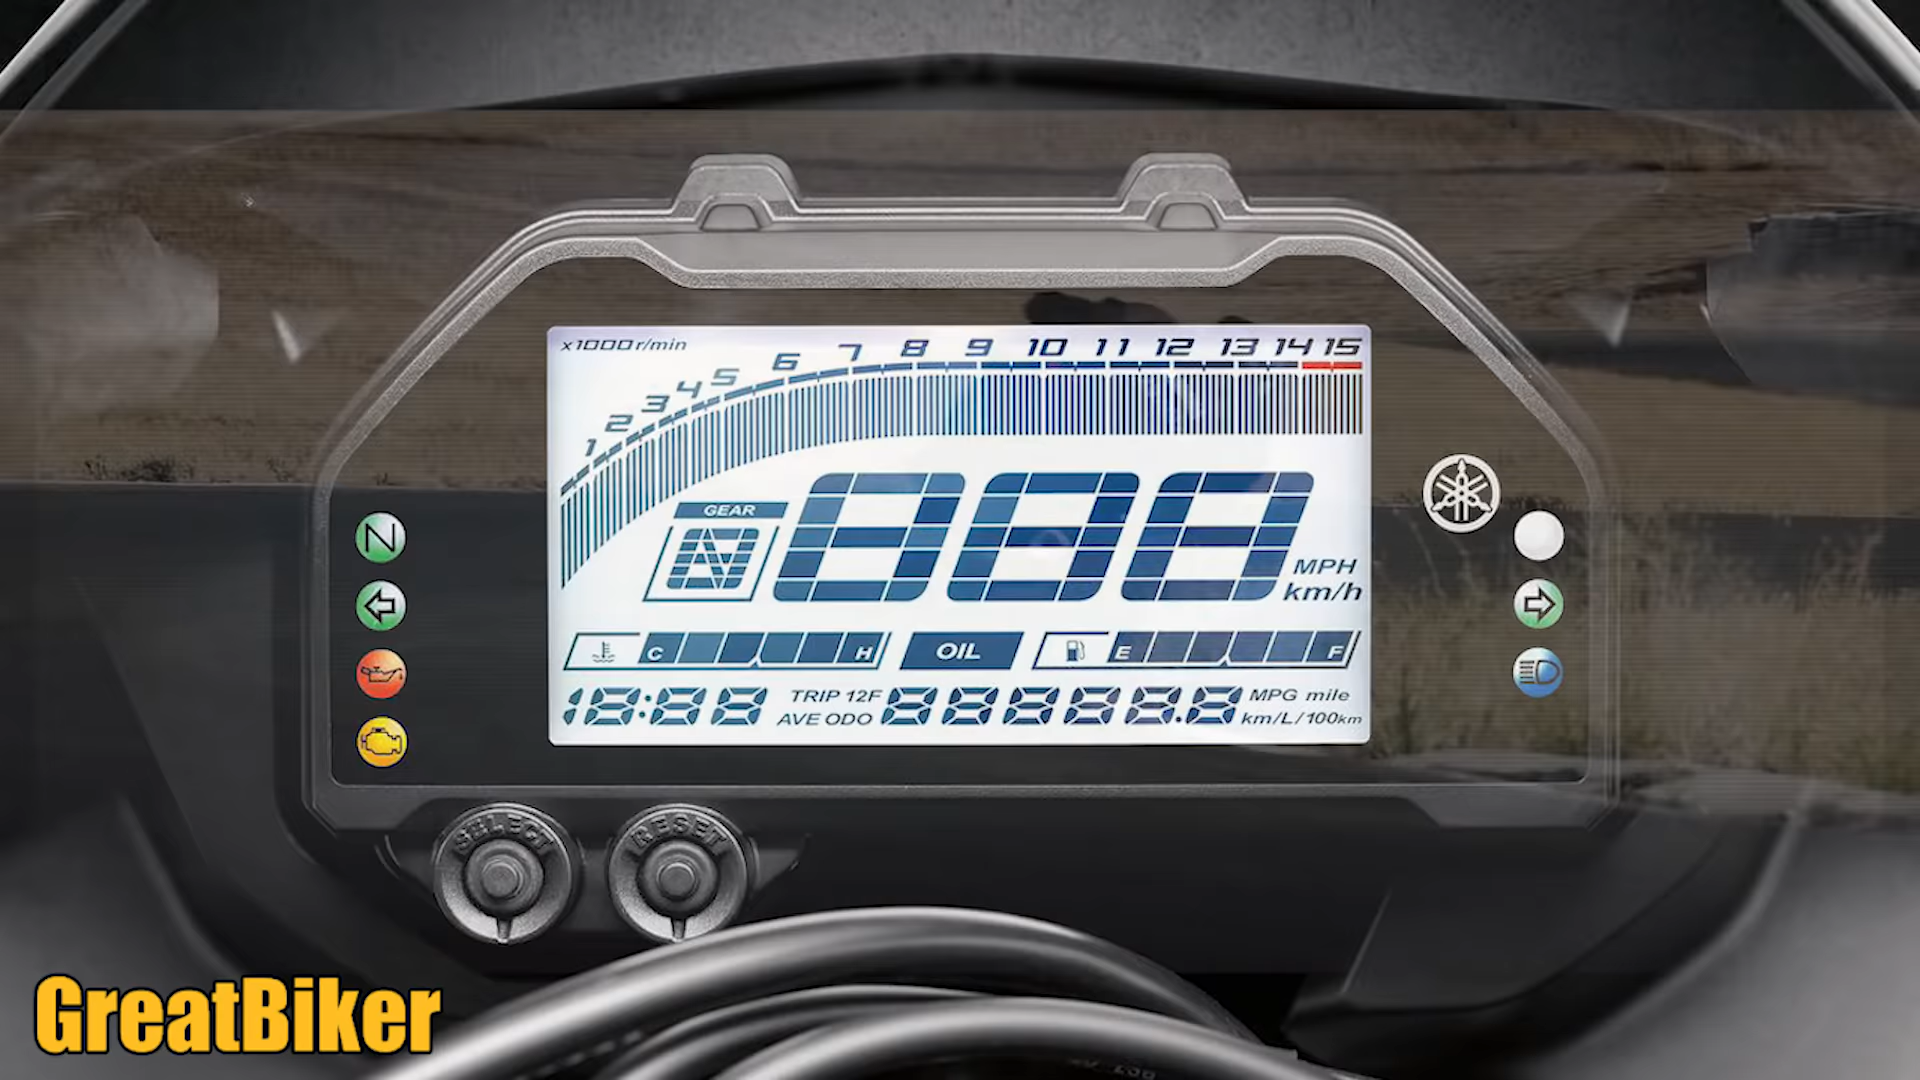 x1000 r/min
1 2 3 4 5 6 7 8 9 10 11 12 13 14 15
GEAR
N
888
MPH
km/h
N
C H
OIL
E F
18:88
TRIP 12F
88888.8
MPG mile
AVE ODO
km/L/100km
SELECT
RESET
GreatBiker